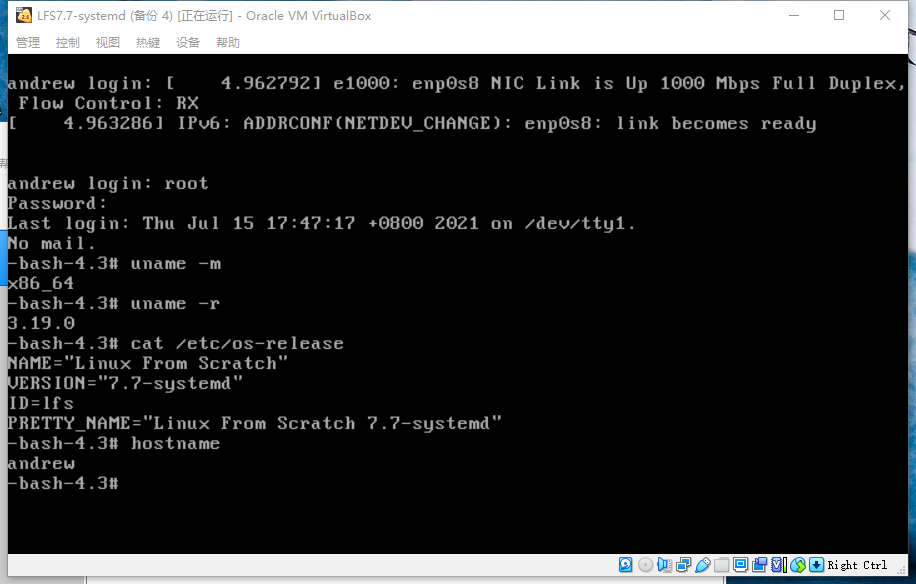 LFS7.7-systemd (备份 4) [正在运行] - Oracle VM VirtualBox
管理 控制 视图 热键 设备 帮助
andrew login: [    4.962792] e1000: enp0s8 NIC Link is Up 1000 Mbps Full Duplex,
 Flow Control: RX
[    4.963286] IPv6: ADDRCONF(NETDEV_CHANGE): enp0s8: link becomes ready
andrew login: root
Password:
Last login: Thu Jul 15 17:47:17 +0800 2021 on /dev/tty1.
No mail.
-bash-4.3# uname -m
x86_64
-bash-4.3# uname -r
3.19.0
-bash-4.3# cat /etc/os-release
NAME="Linux From Scratch"
VERSION="7.7-systemd"
ID=lfs
PRETTY_NAME="Linux From Scratch 7.7-systemd"
-bash-4.3# hostname
andrew
-bash-4.3#
Right Ctrl